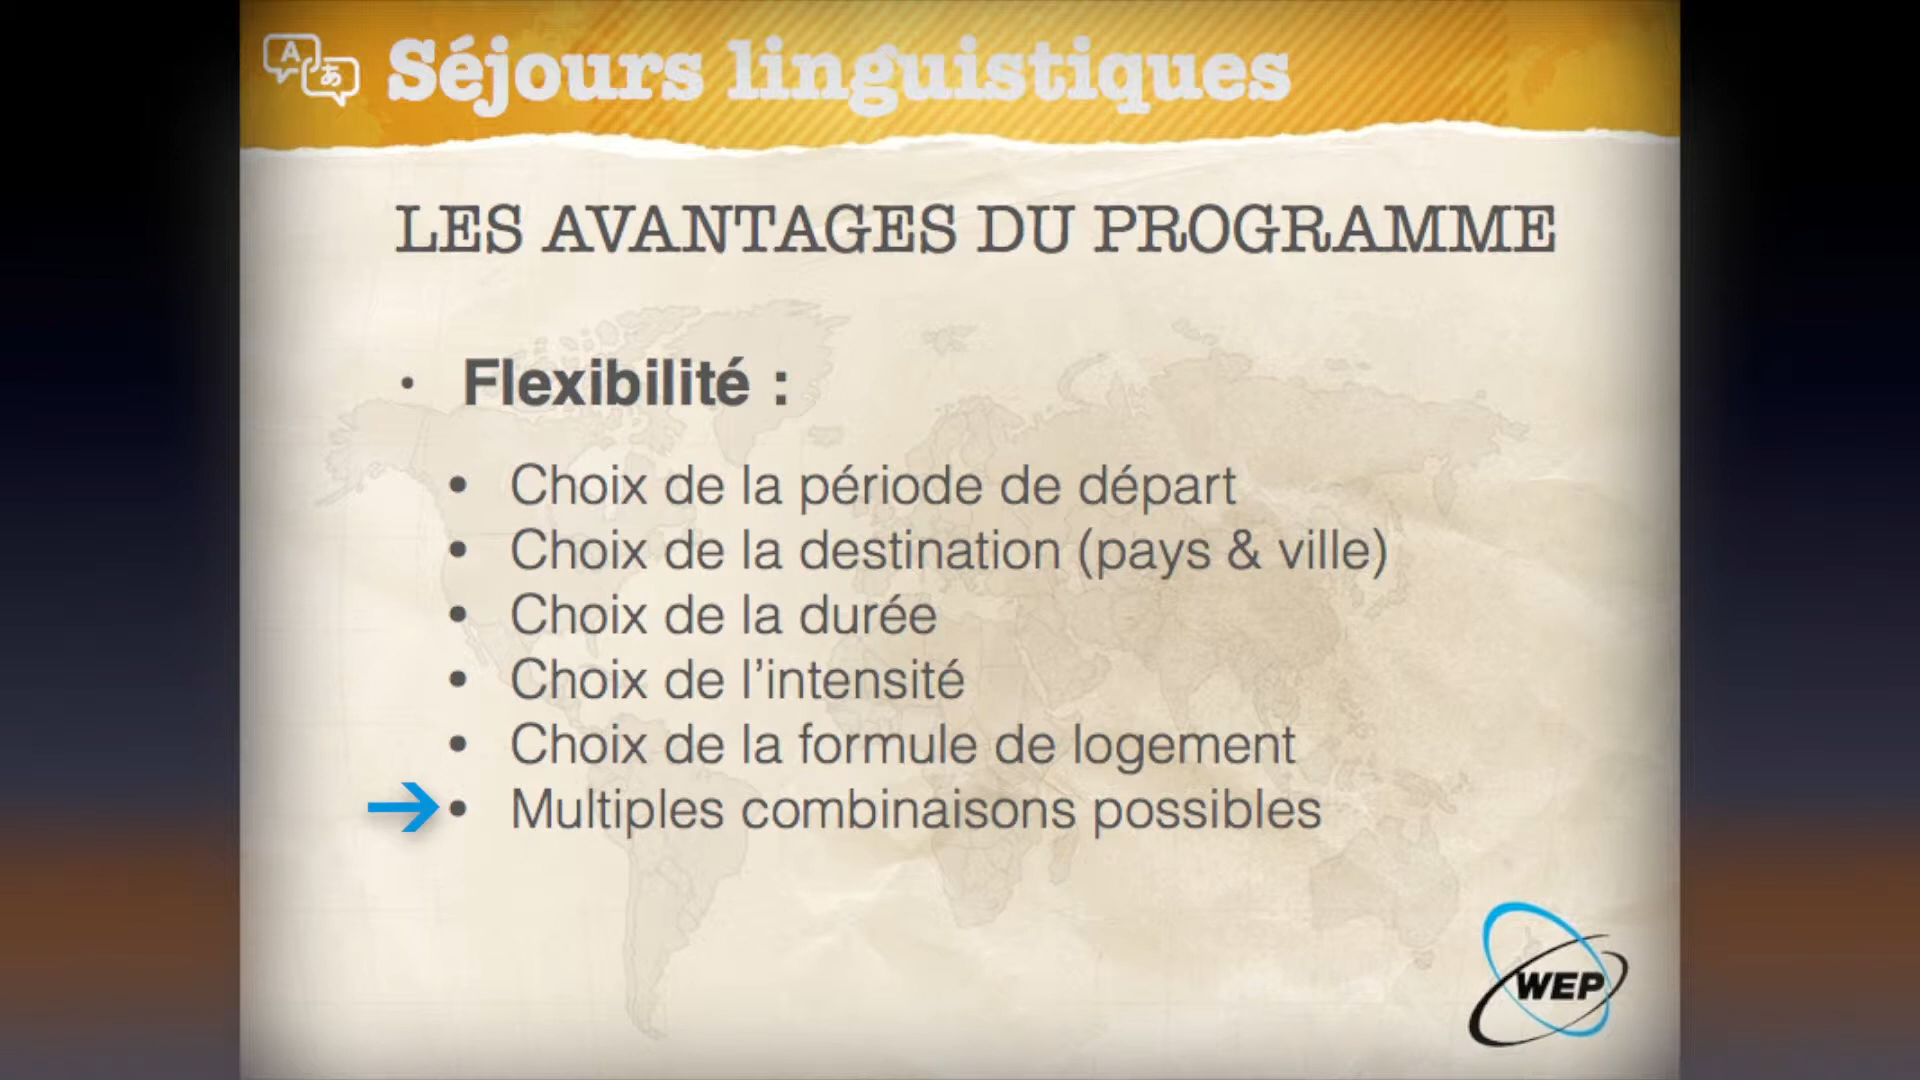 A あ
Séjours linguistiques
LES AVANTAGES DU PROGRAMME
• Flexibilité :
• Choix de la période de départ
• Choix de la destination (pays & ville)
• Choix de la durée
• Choix de l’intensité
• Choix de la formule de logement
• Multiples combinaisons possibles
WEP